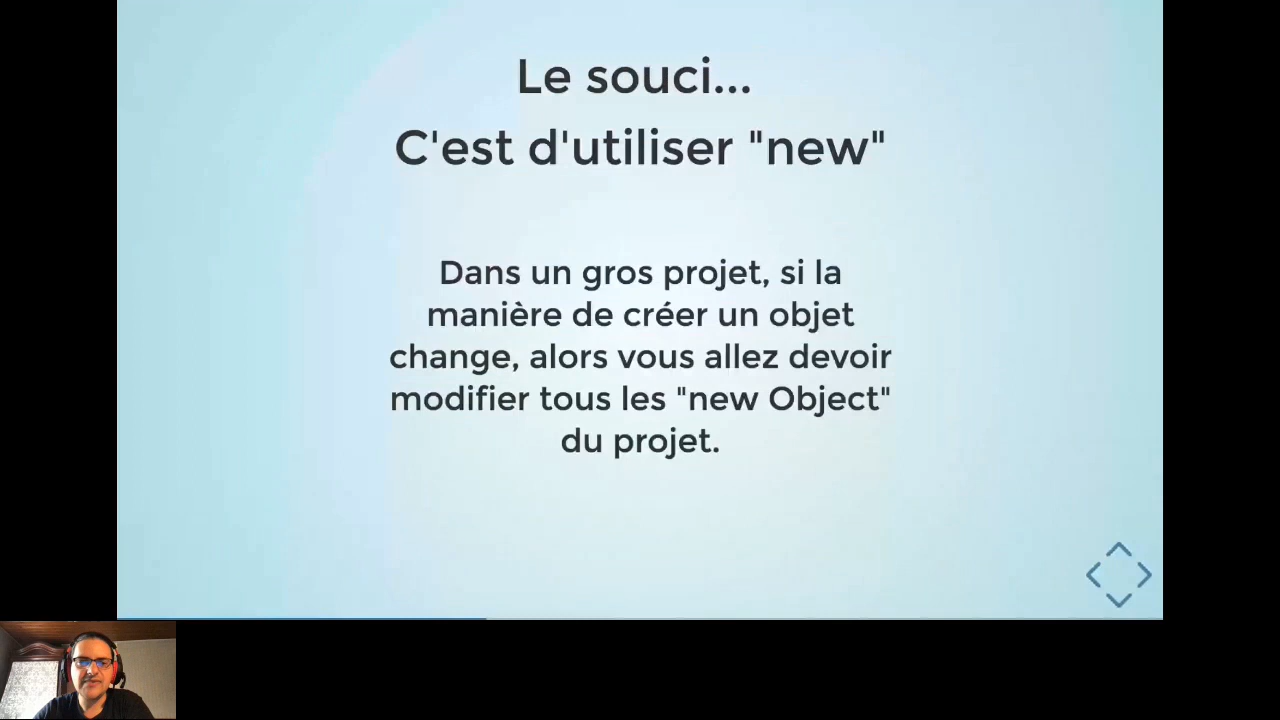 Le souci...
C'est d'utiliser "new"
Dans un gros projet, si la
manière de créer un objet
change, alors vous allez devoir
modifier tous les "new Object"
du projet.